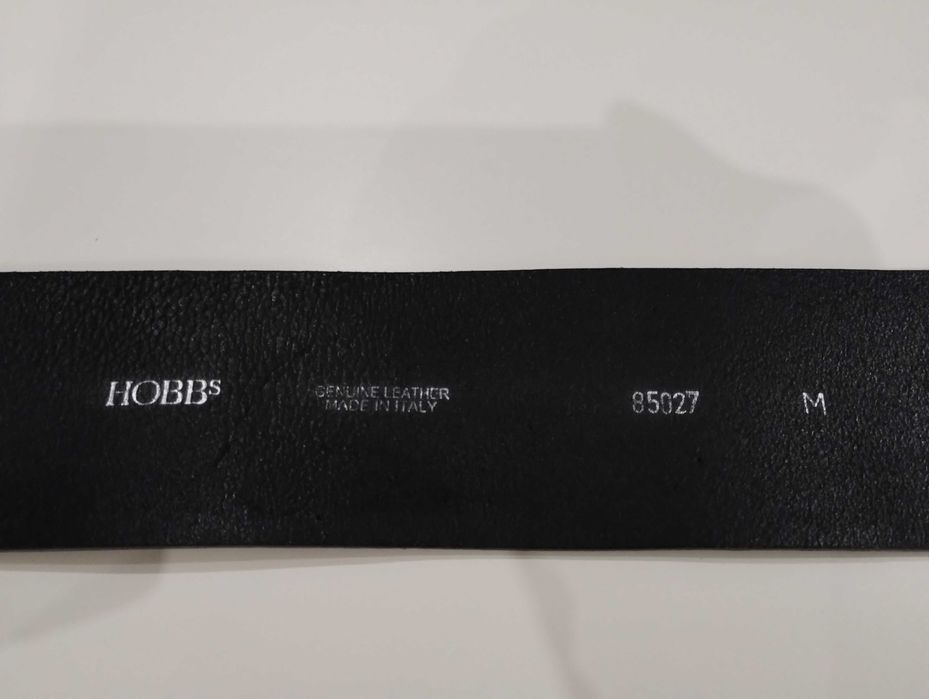 HOBBS
GENUINE LEATHER
MADE IN ITALY
85027
M